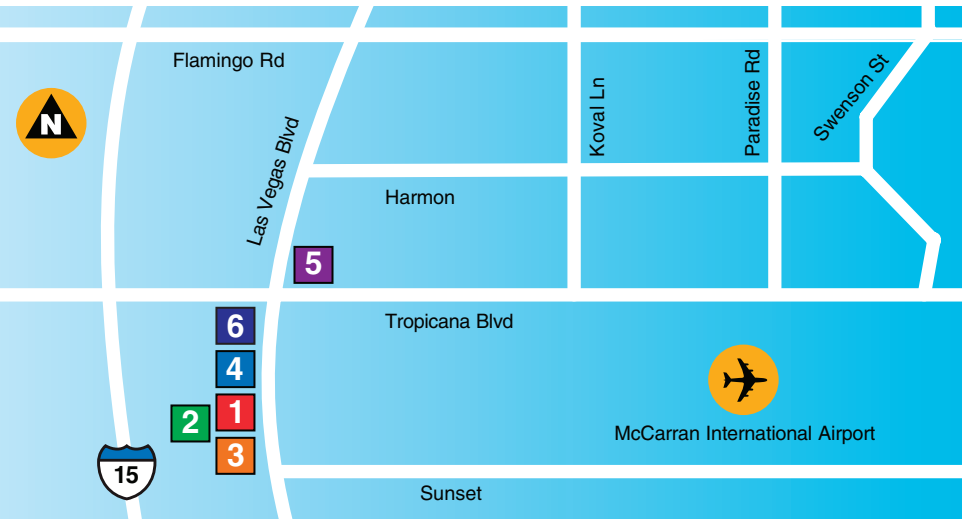 Flamingo Rd
N
Las Vegas Blvd
Koval Ln
Paradise Rd
Swenson St
Harmon
5
6
Tropicana Blvd
4
1
2
3
McCarran International Airport
15
Sunset